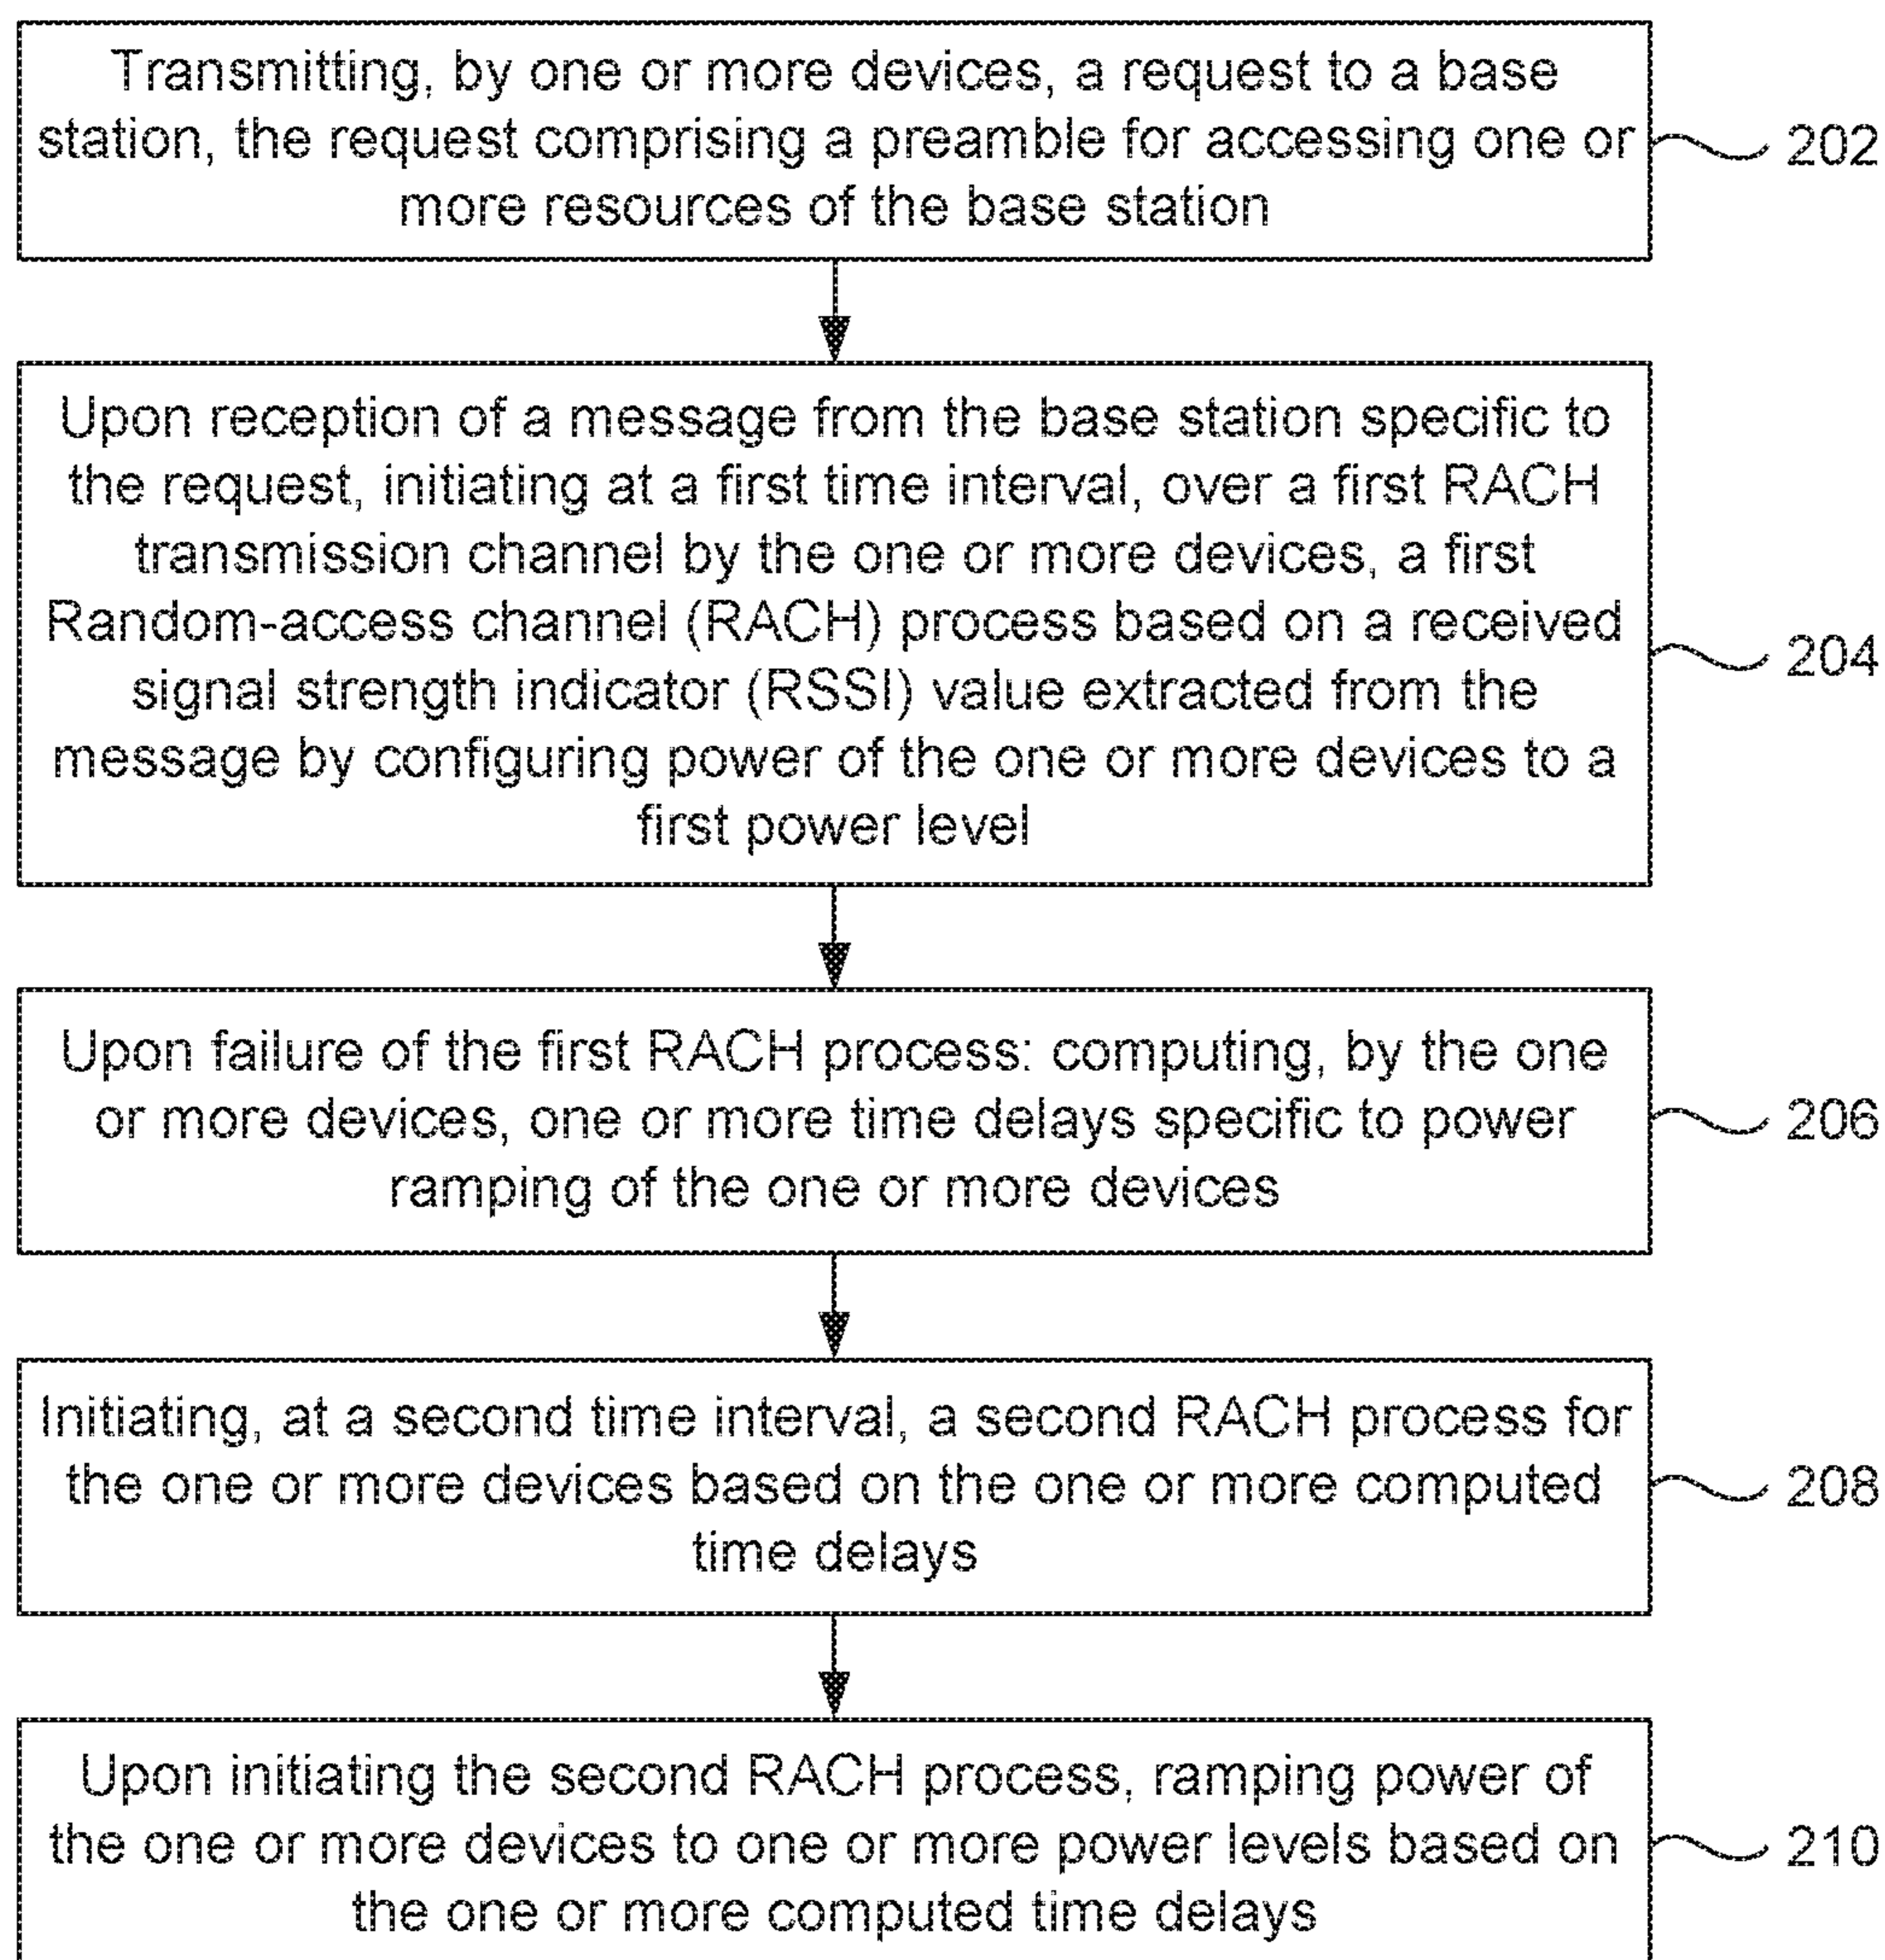 Transmitting, by one or more devices, a request to a base
station, the request comprising a preamble for accessing one or
more resources of the base station
202
Upon reception of a message from the base station specific to
the request, initiating at a first time interval, over a first RACH
transmission channel by the one or more devices, a first
Random-access channel (RACH) process based on a received
signal strength indicator (RSSI) value extracted from the
message by configuring power of the one or more devices to a
first power level
204
Upon failure of the first RACH process: computing, by the one
or more devices, one or more time delays specific to power
ramping of the one or more devices
206
Initiating, at a second time interval, a second RACH process for
the one or more devices based on the one or more computed
time delays
208
Upon initiating the second RACH process, ramping power of
the one or more devices to one or more power levels based on
the one or more computed time delays
210